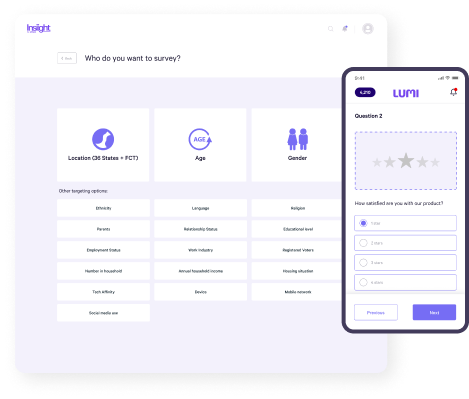 Insight
Who do you want to survey?
Location (36 States + FCT)
AGE
Age
Gender
Other targeting options:
Ethnicity
Language
Religion
Parents
Relationship Status
Educational level
Employment Status
Work Industry
Registered Voters
Number in household
Annual household income
Housing situation
Tech Affinity
Device
Mobile network
Social media use
9:41
4,210
LUMI
Question 2
How satisfied are you with our product?
1 star
2 stars
3 stars
Previous
Next